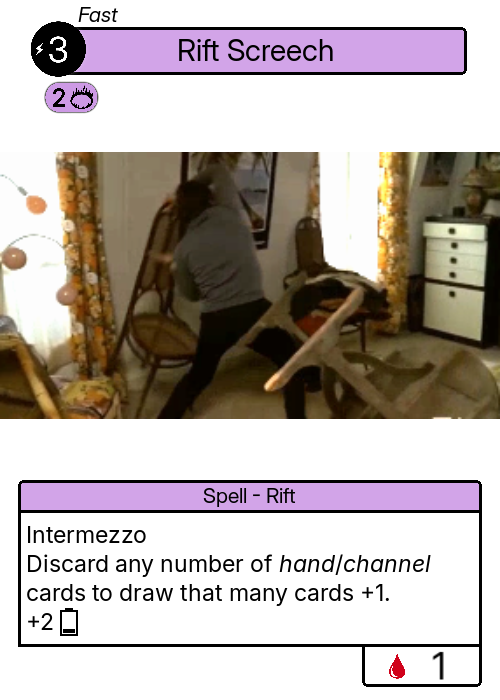 Fast
3
Rift Screech
2
Spell - Rift
Intermezzo
Discard any number of hand/channel
cards to draw that many cards +1.
+2
1